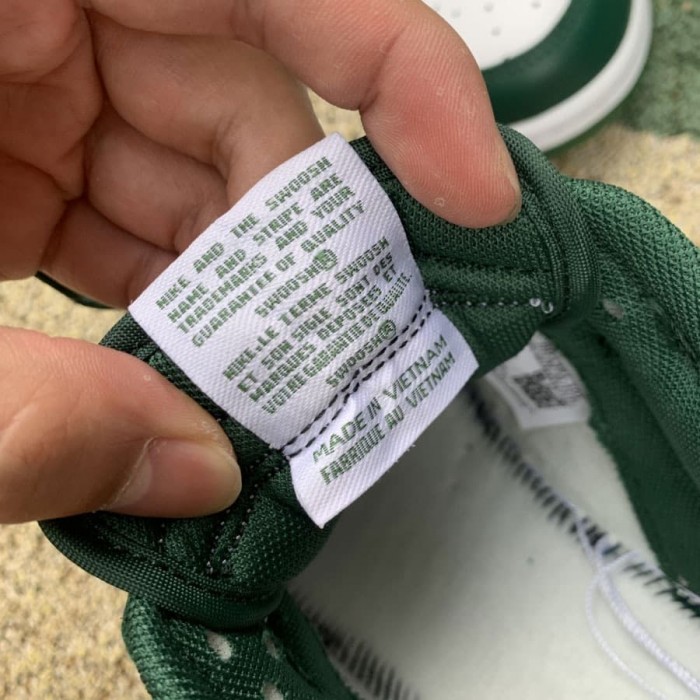 NIKE AND THE SWOOSH
NAME AND STRIPE ARE
TRADEMARKS AND YOUR
GUARANTEE OF QUALITY
SWOOSH®
NIKE:LE TERME SWOOSH
ET SON SIGLE SONT DES
MARQUES DEPOSEES ET
VOTRE GARANTIE DE QUALITE.
SWOOSH®
MADE IN VIETNAM
FABRIQUE AU VIETNAM